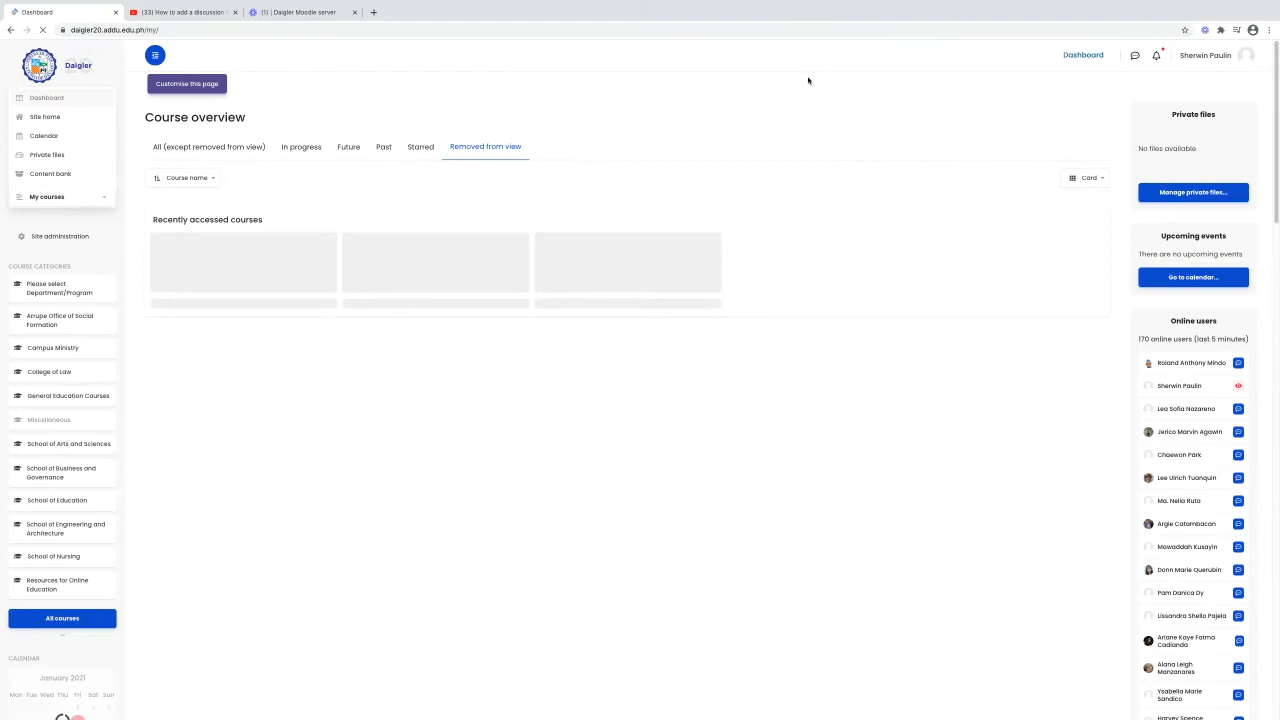 Dashboard
(33) How to add a discussion
(1) | Daigler Moodle server
daigler20.addu.edu.ph/my/
Daigler
Dashboard
Sherwin Paulin
Dashboard
Site home
Calendar
Private files
Content bank
My courses
Site administration
COURSE CATEGORIES
Please select
Department/Program
Arrupe Office of Social
Formation
Campus Ministry
College of Law
General Education Courses
Miscellaneous
School of Arts and Sciences
School of Business and
Governance
School of Education
School of Engineering and
Architecture
School of Nursing
Resources for Online
Education
All courses
CALENDAR
January 2021
Mon Tue Wed Thu Fri Sat Sun
Customise this page
Course overview
All (except removed from view) In progress Future Past Starred Removed from view
Course name
Card
Recently accessed courses
Private files
No files available
Manage private files...
Upcoming events
There are no upcoming events
Go to calendar...
Online users
170 online users (last 5 minutes)
Roland Anthony Mindo
Sherwin Paulin
Lea Sofia Nazareno
Jerico Marvin Agawin
Chaewon Park
Lee Ulrich Tuanquin
Ma. Nelia Ruta
Argie Catambacan
Mawaddah Kusayin
Donn Marie Querubin
Pam Danica Dy
Lissandra Shello Pajela
Ariane Kaye Fatma
Cadianda
Alana Leigh
Manzanares
Ysabella Marie
Sandico
Harvey Spence